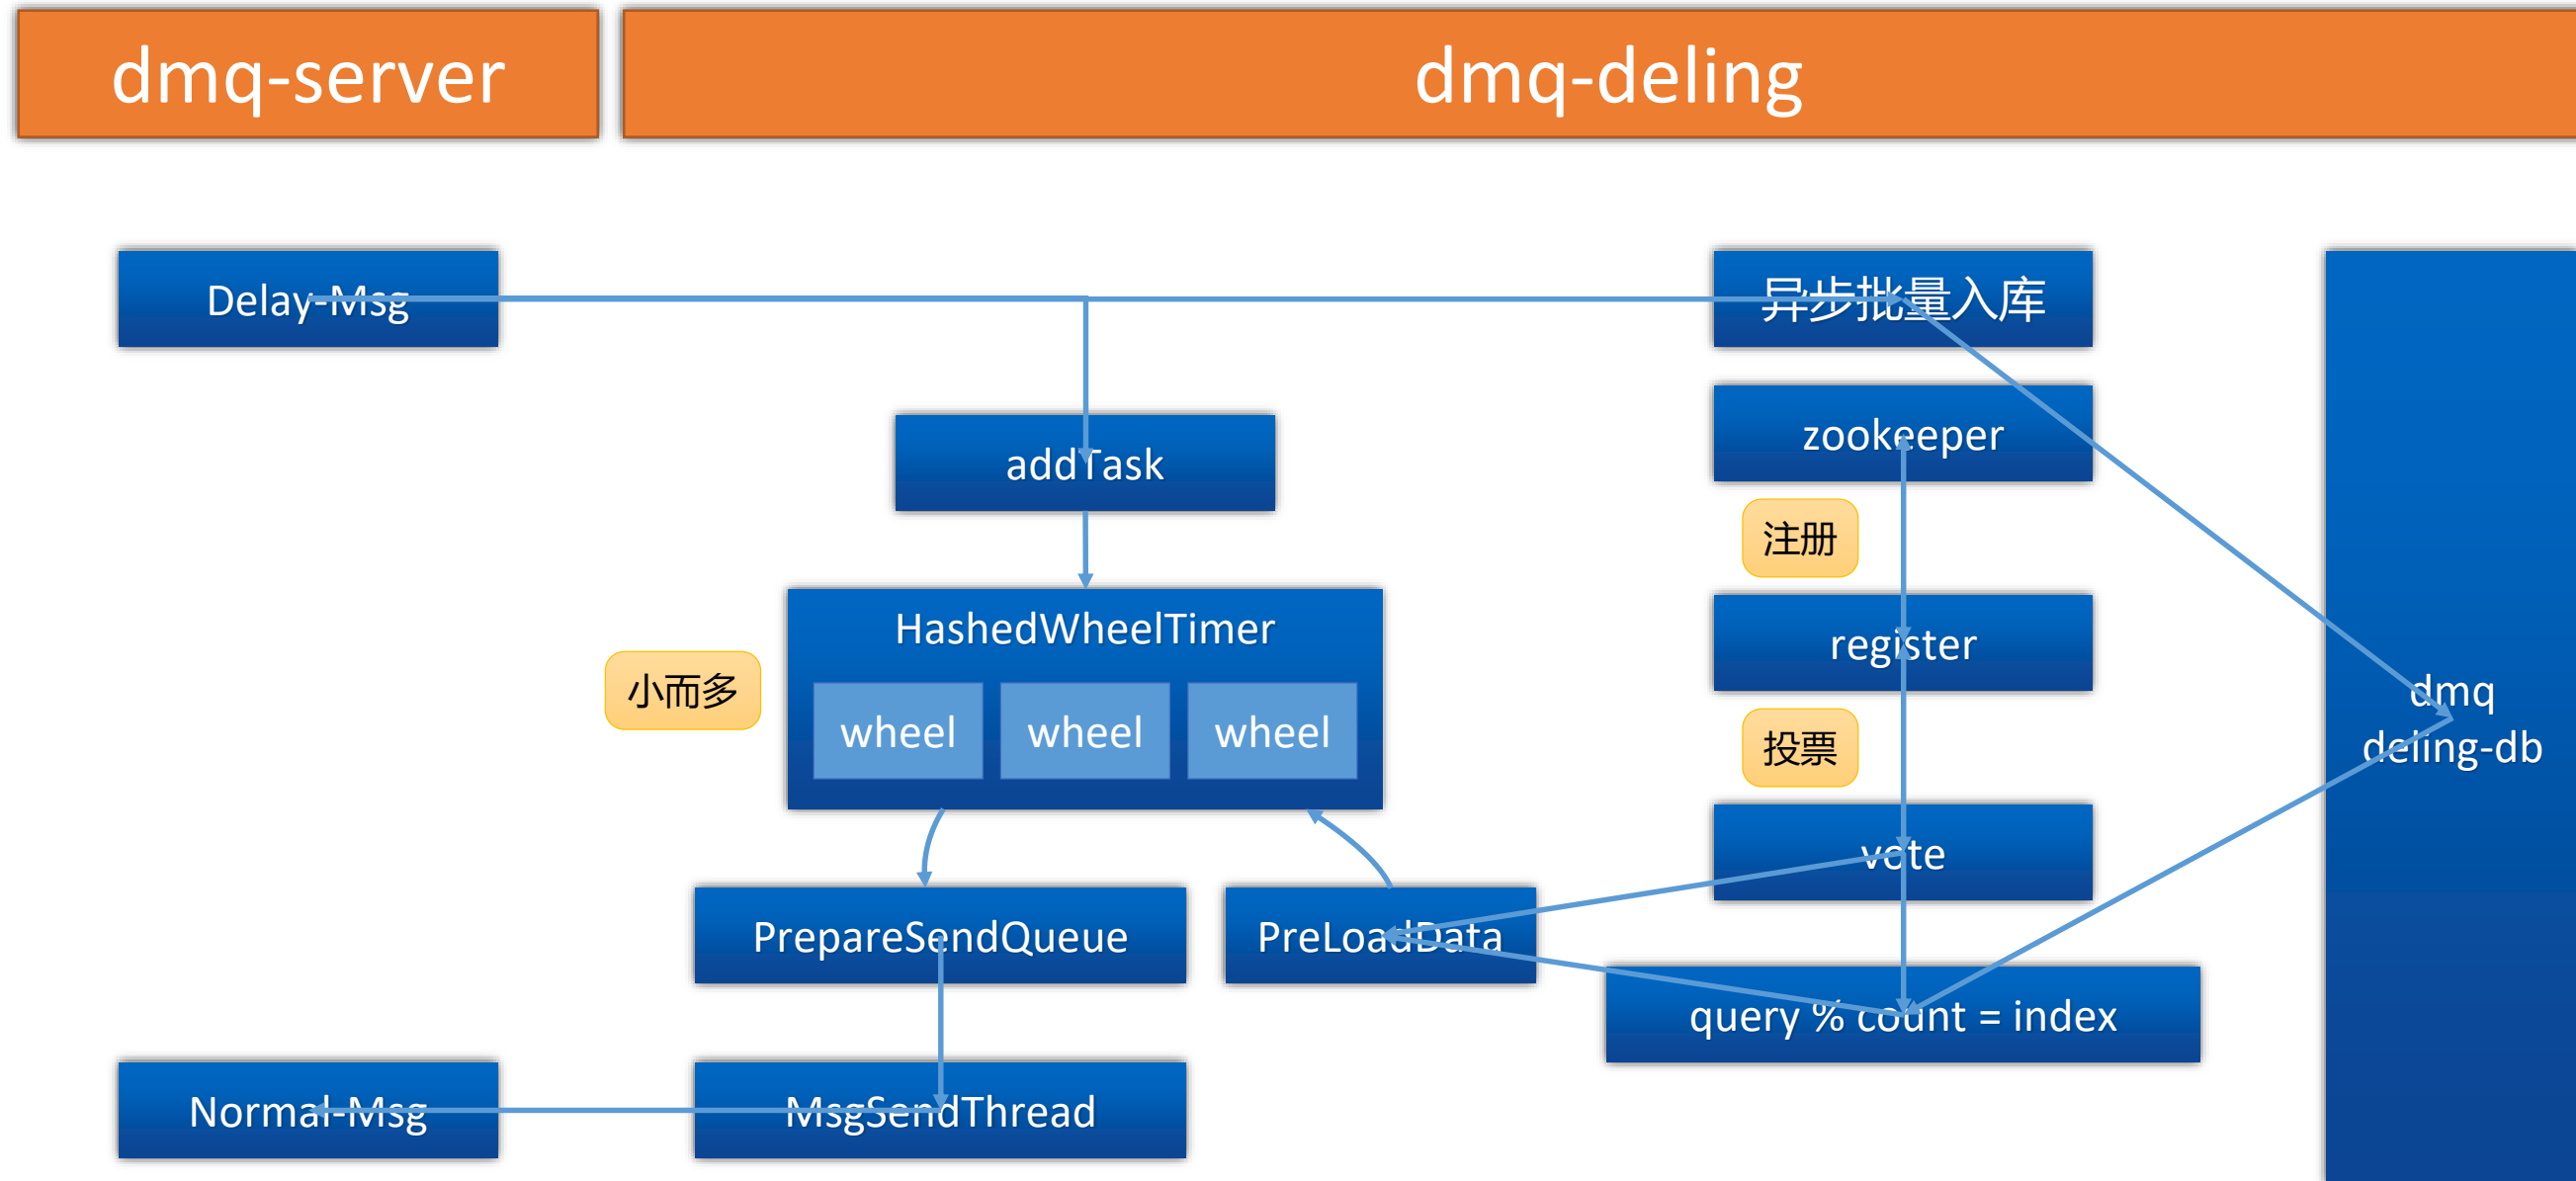 dmq-server
dmq-deling
Delay-Msg
异步批量入库
addTask
zookeeper
注册
HashedWheelTimer
register
小而多
wheel
wheel
wheel
投票
dmq
deling-db
vote
PrepareSendQueue
PreLoadData
query % count = index
Normal-Msg
MsgSendThread